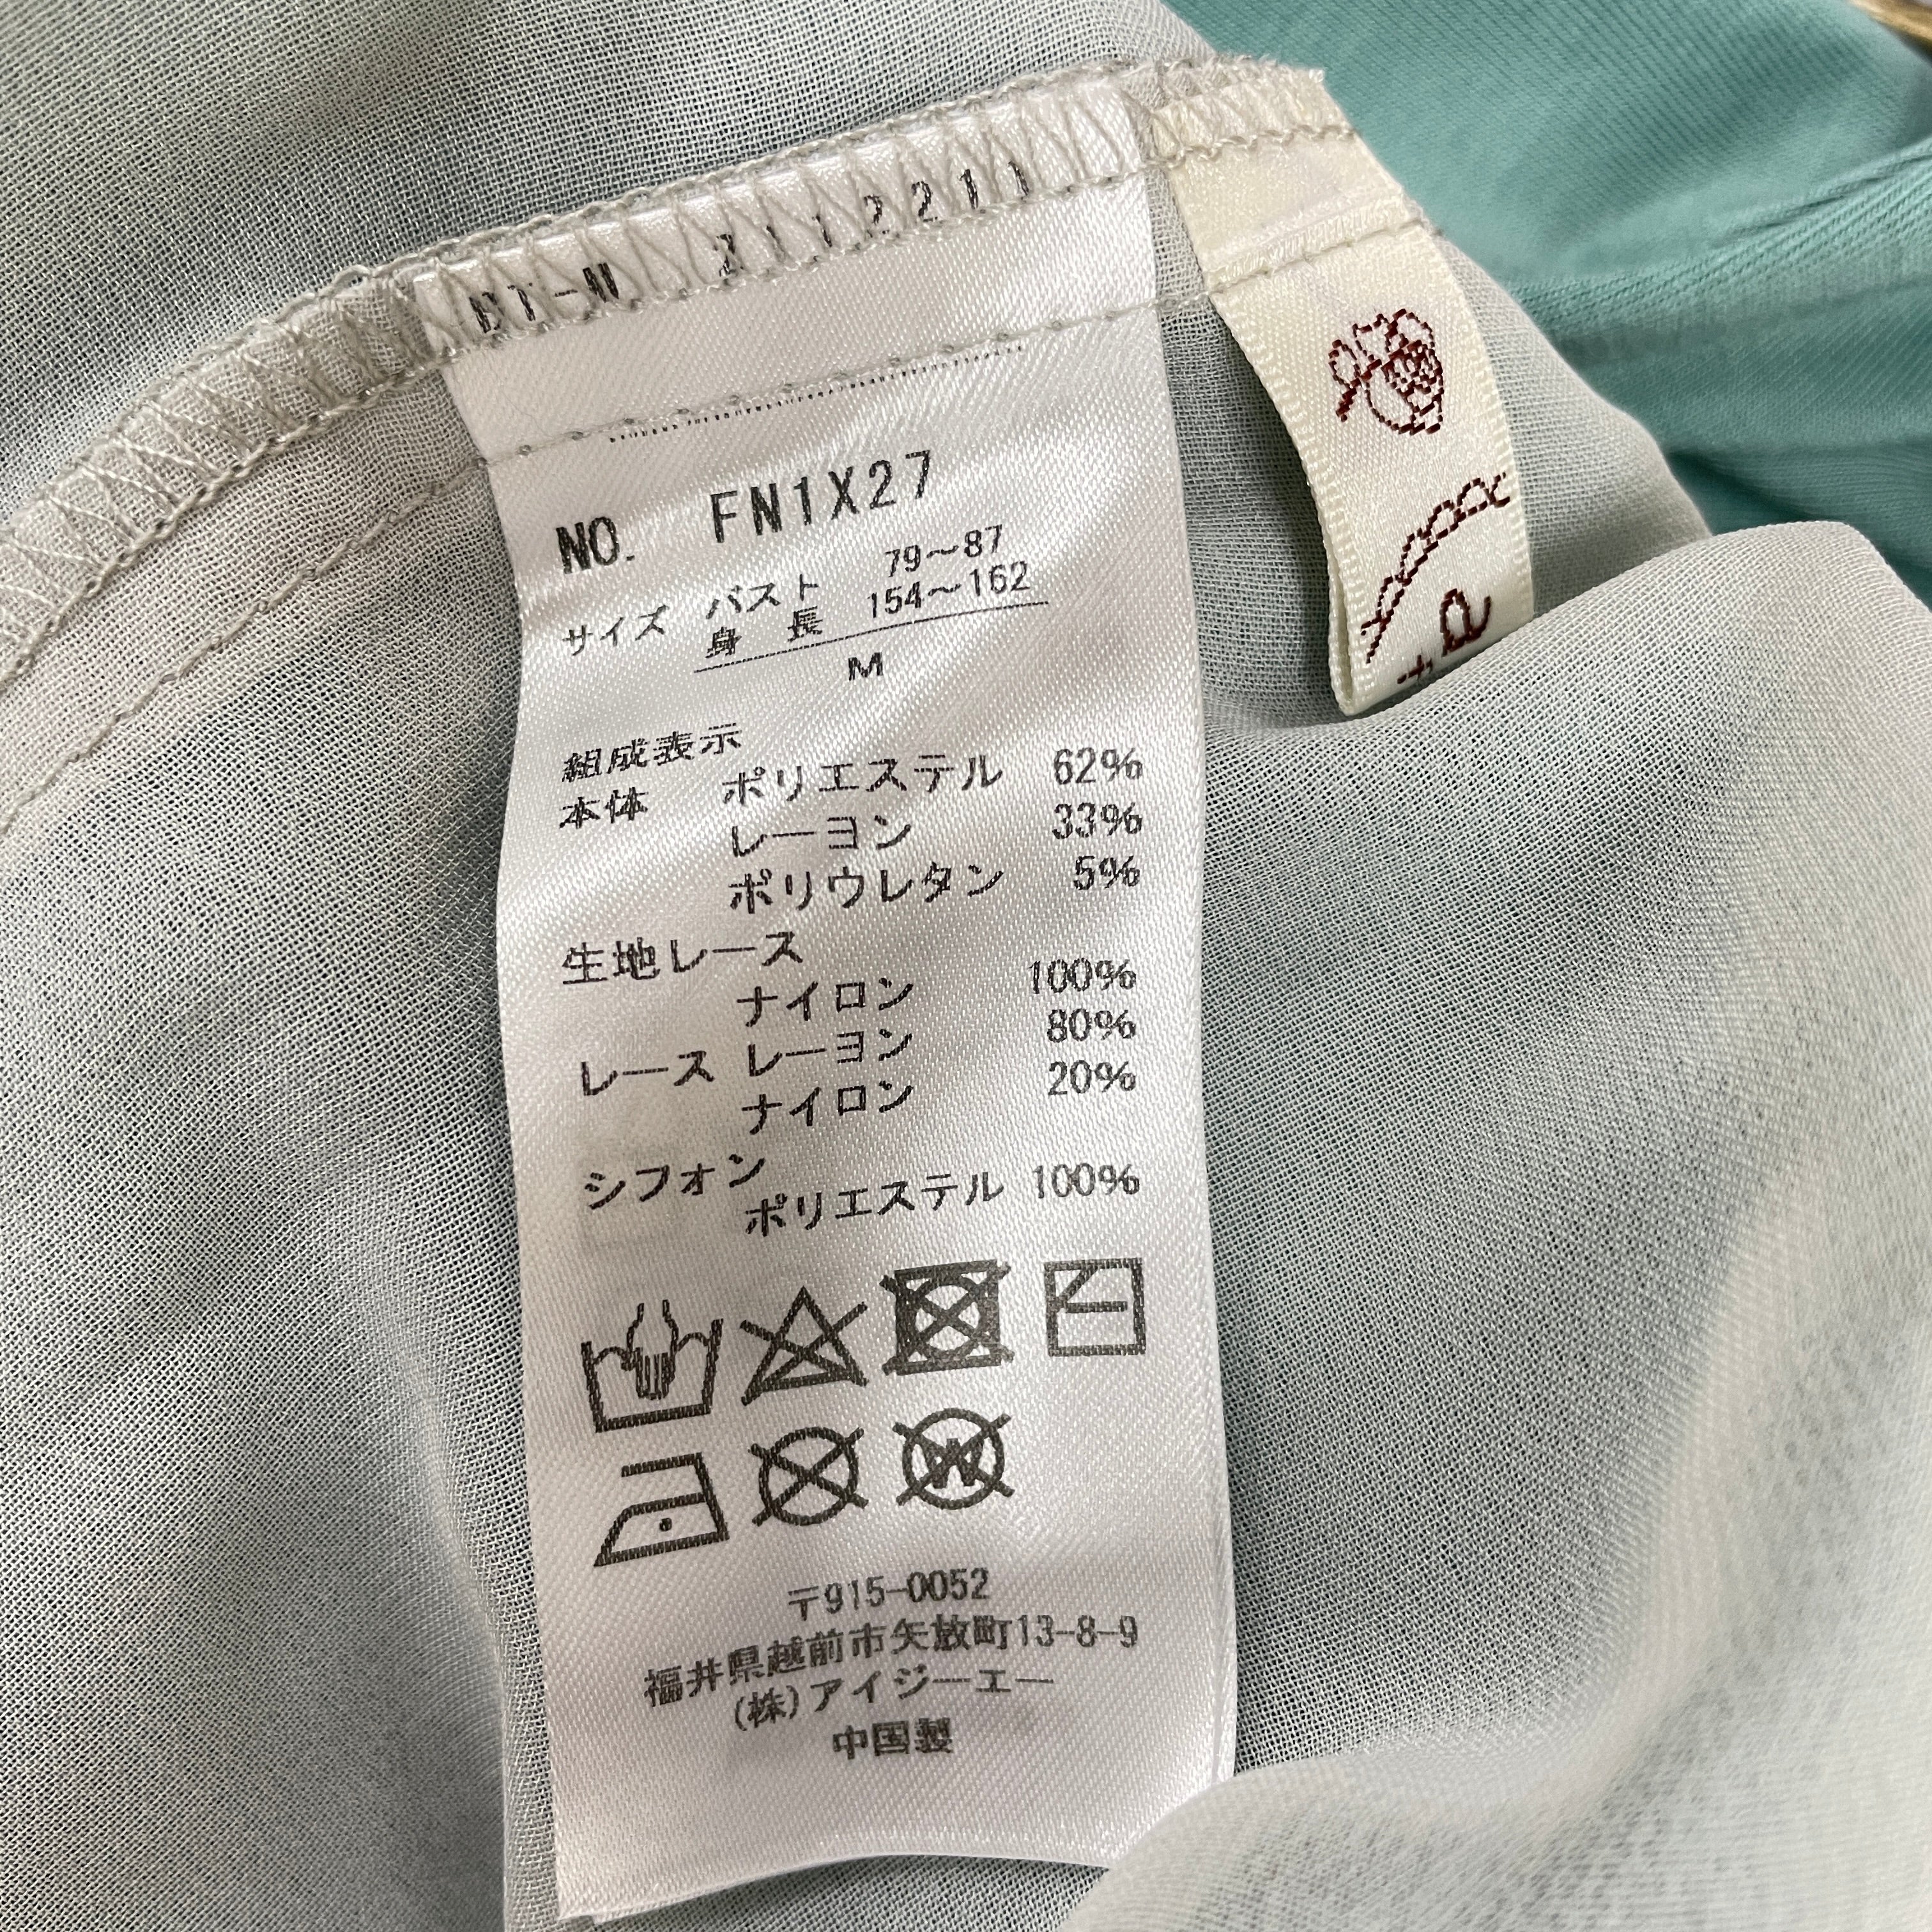 NO. FN1X27
サイズ バスト 79～87
身 長 154～162
M
組成表示
本体 ポリエステル 62%
レーヨン 33%
ポリウレタン 5%
生地レース
ナイロン 100%
レース レーヨン 80%
ナイロン 20%
シフォン
ポリエステル 100%
W
〒915-0052
福井県越前市矢放町13-8-9
(株)アイジーエー
中国製